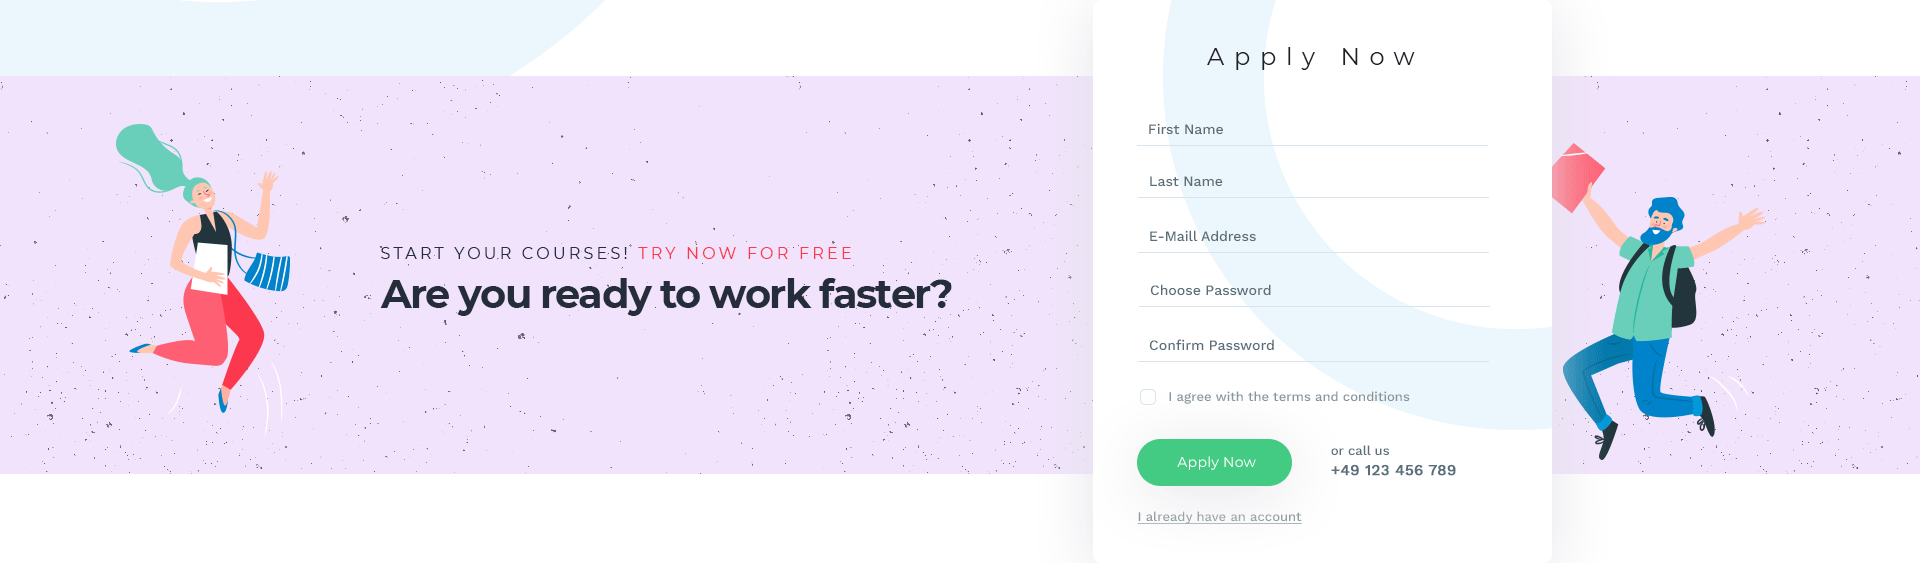 START YOUR COURSES! TRY NOW FOR FREE
Are you ready to work faster?
Apply Now
First Name
Last Name
E-Maill Address
Choose Password
Confirm Password
I agree with the terms and conditions
Apply Now
or call us
+49 123 456 789
I already have an account